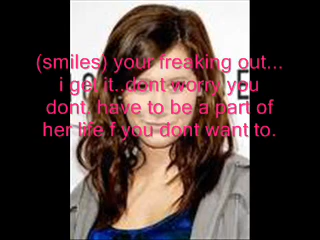 (smiles) your freaking out...
i get it..dont worry you
dont, have to be a part of
her life f you dont want to.